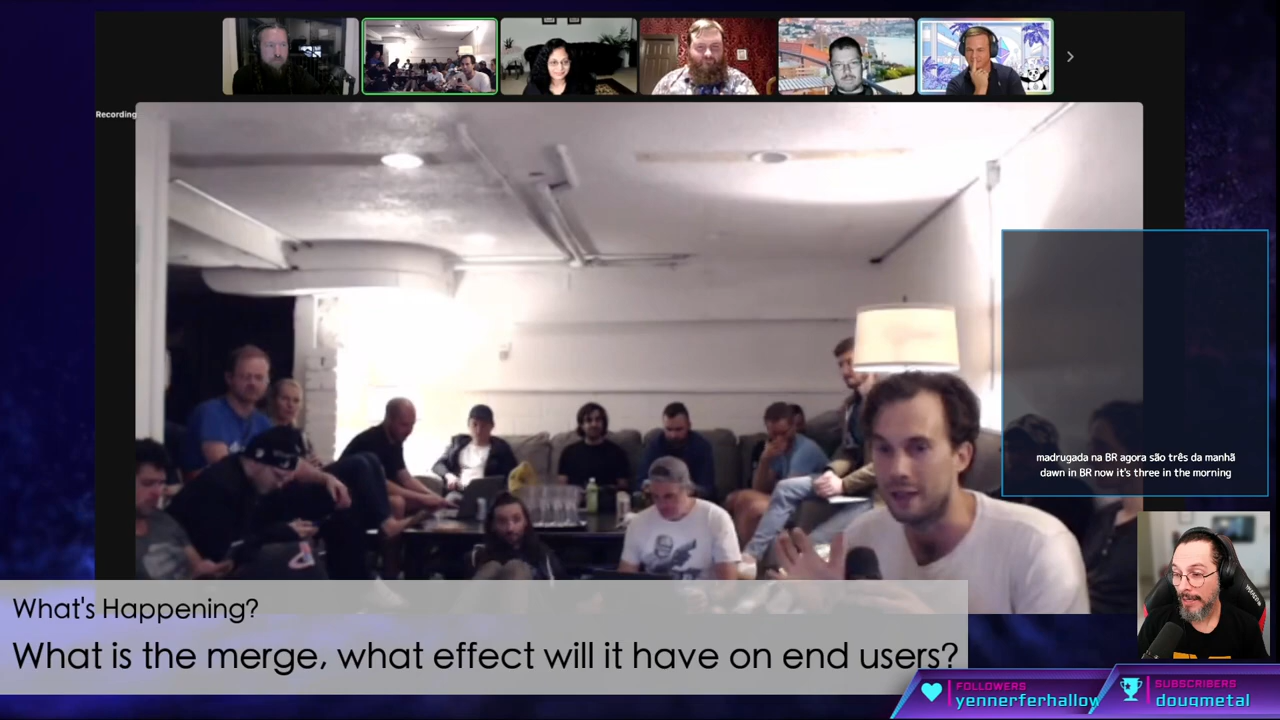 Recording
madrugada na BR agora são três da manhã
dawn in BR now it's three in the morning
What's Happening?
What is the merge, what effect will it have on end users?
FOLLOWERS
yennerferhallow
SUBSCRIBERS
dougmetal